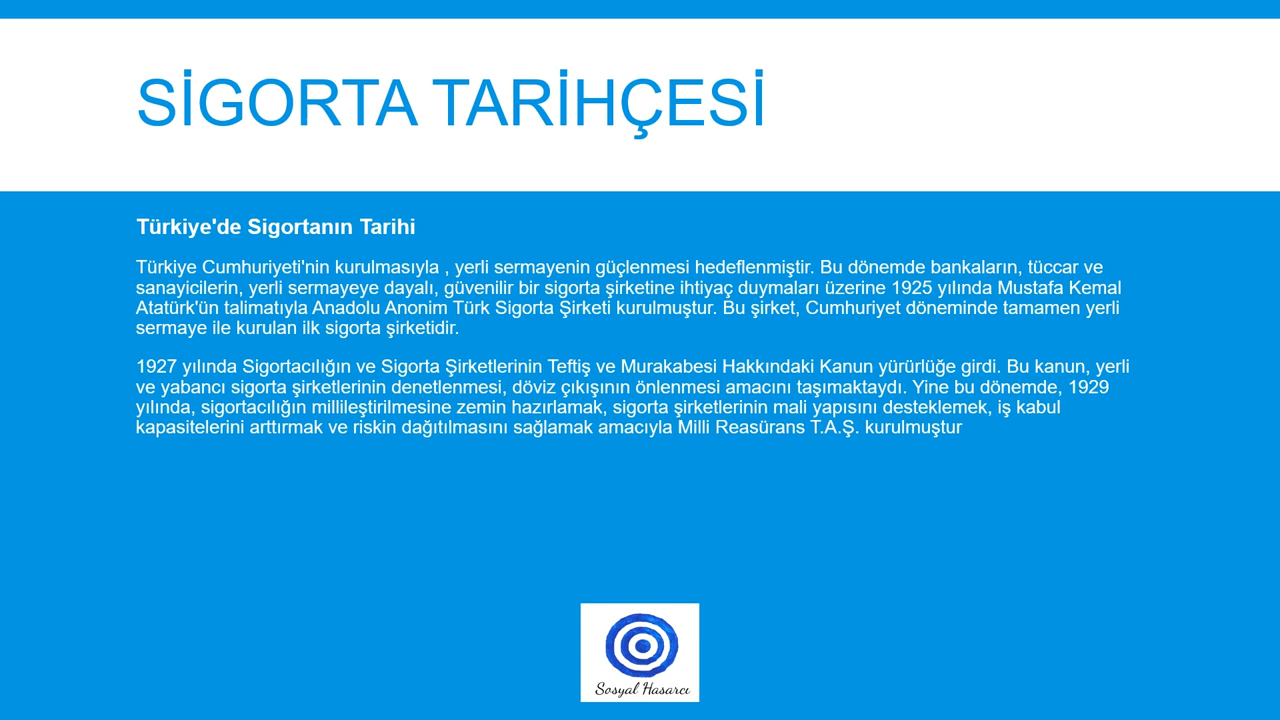 SİGORTA TARİHÇESİ
Türkiye'de Sigortanın Tarihi
Türkiye Cumhuriyeti'nin kurulmasıyla , yerli sermayenin güçlenmesi hedeflenmiştir. Bu dönemde bankaların, tüccar ve
sanayicilerin, yerli sermayeye dayalı, güvenilir bir sigorta şirketine ihtiyaç duymaları üzerine 1925 yılında Mustafa Kemal
Atatürk'ün talimatıyla Anadolu Anonim Türk Sigorta Şirketi kurulmuştur. Bu şirket, Cumhuriyet döneminde tamamen yerli
sermaye ile kurulan ilk sigorta şirketidir.
1927 yılında Sigortacılığın ve Sigorta Şirketlerinin Teftiş ve Murakabesi Hakkındaki Kanun yürürlüğe girdi. Bu kanun, yerli
ve yabancı sigorta şirketlerinin denetlenmesi, döviz çıkışının önlenmesi amacını taşımaktaydı. Yine bu dönemde, 1929
yılında, sigortacılığın millileştirilmesine zemin hazırlamak, sigorta şirketlerinin mali yapısını desteklemek, iş kabul
kapasitelerini arttırmak ve riskin dağıtılmasını sağlamak amacıyla Milli Reasürans T.A.Ş. kurulmuştur
Sosyal Hasarcı